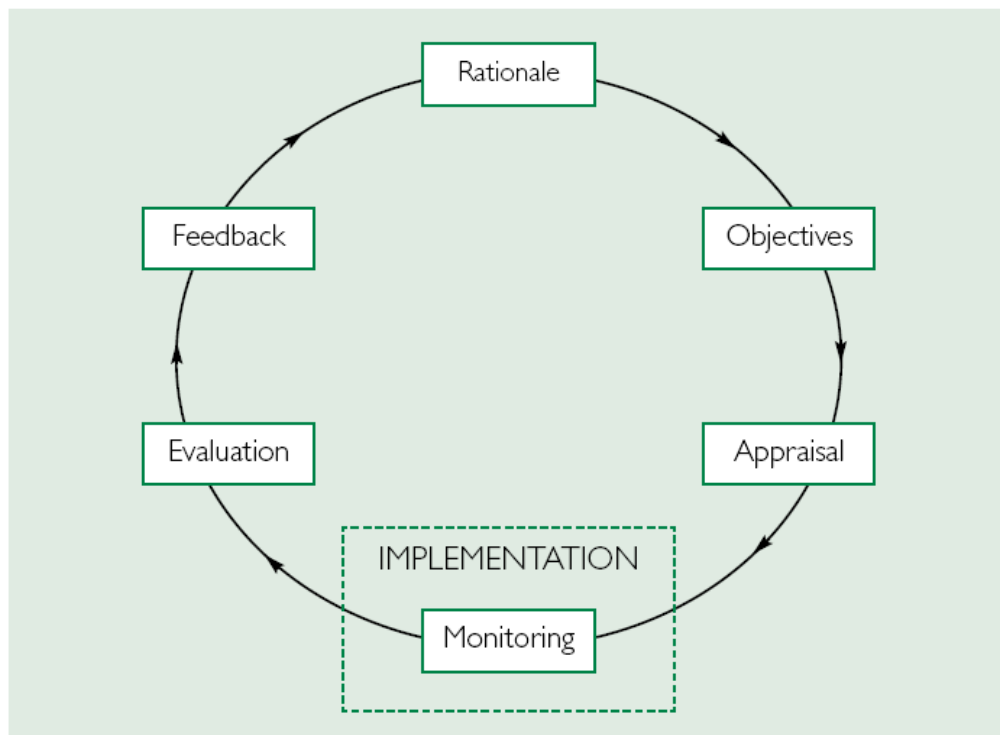 Rationale
Objectives
Appraisal
IMPLEMENTATION
Monitoring
Evaluation
Feedback